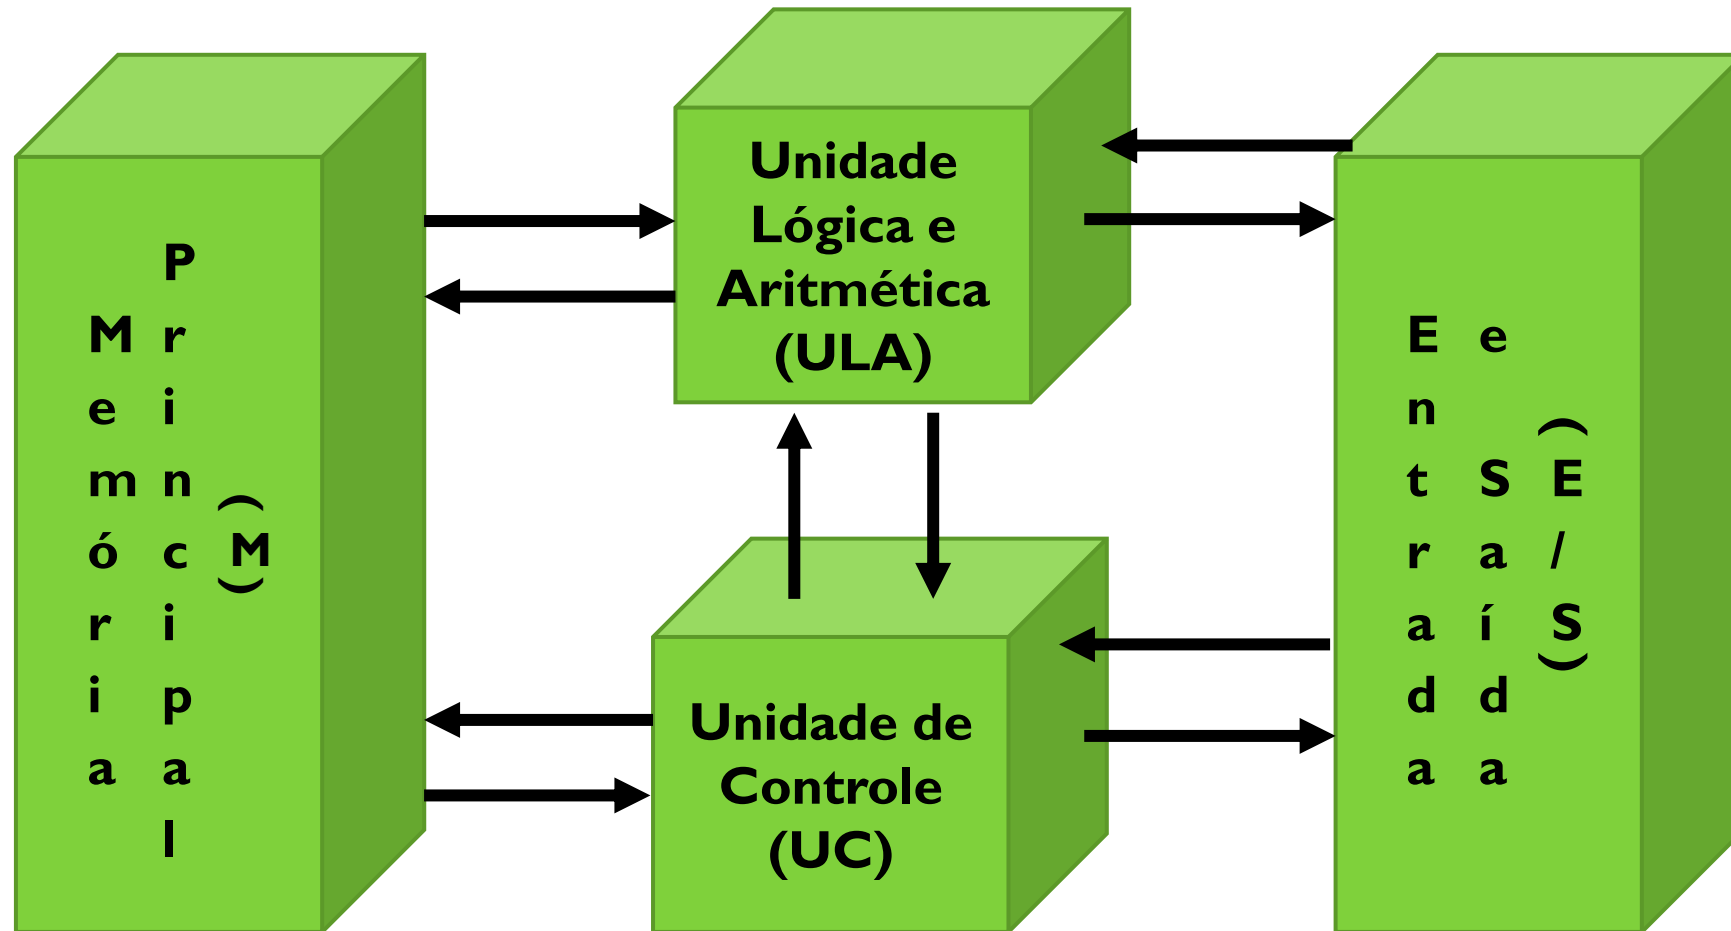 Memória
Principal
(M)
Unidade
Lógica e
Aritmética
(ULA)
Unidade de
Controle
(UC)
Entrada
e Saída
(E/S)